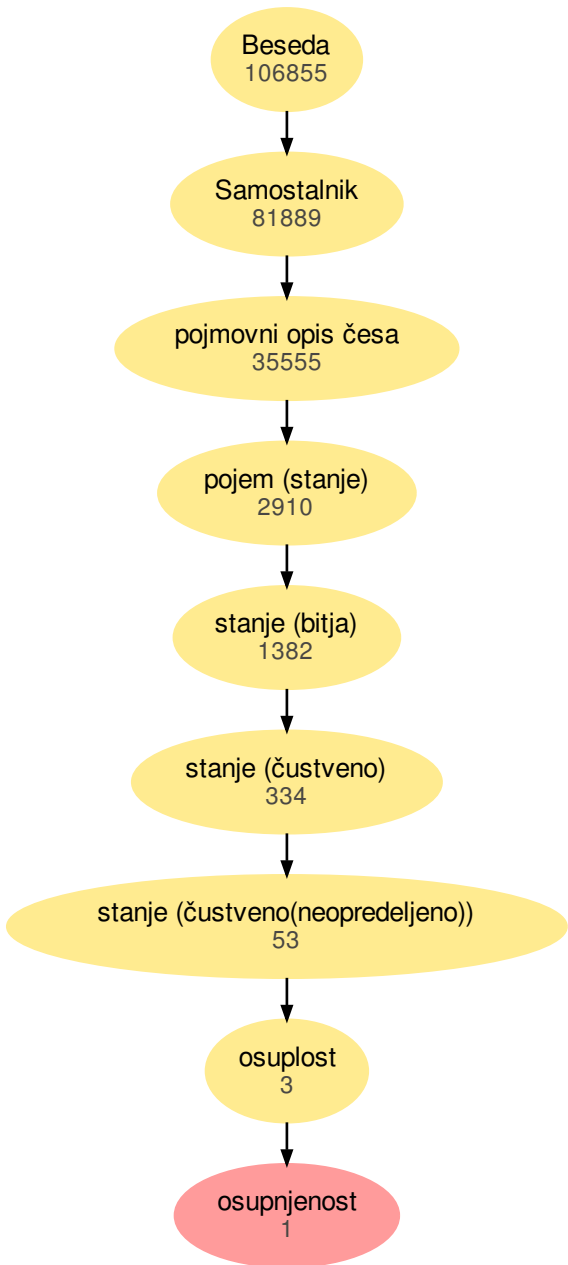 Beseda
106855
Samostalnik
81889
pojmovni opis česa
35555
pojem (stanje)
2910
stanje (bitja)
1382
stanje (čustveno)
334
stanje (čustveno(neopredeljeno))
53
osuplost
3
osupnjenost
1